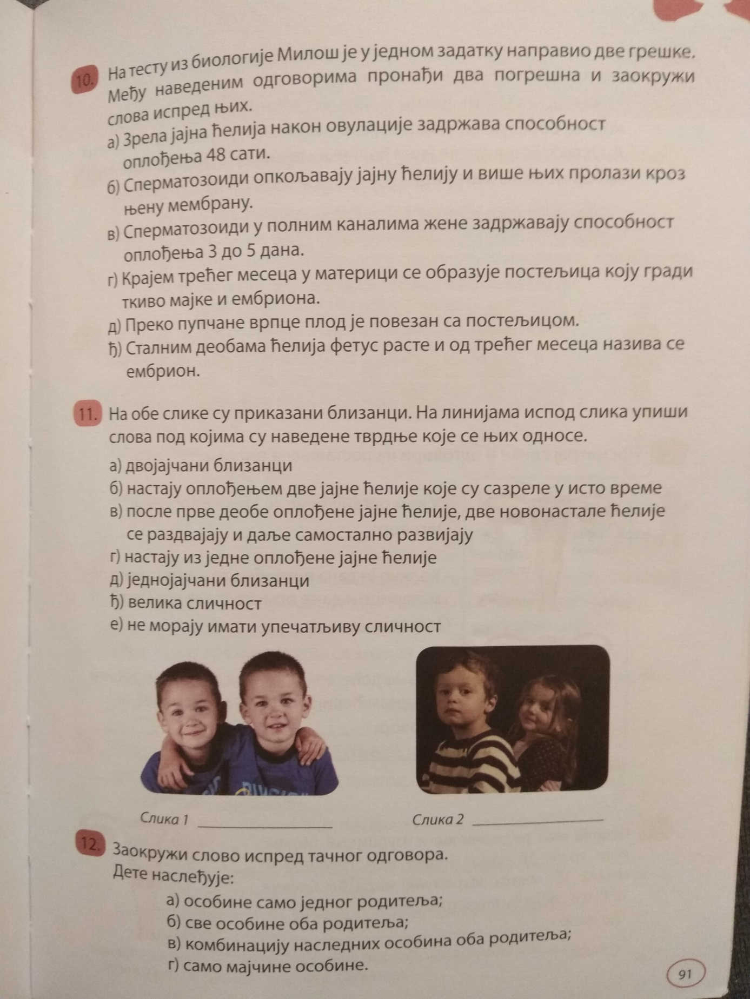 10. На тесту из биологије Милош је у једном задатку направио две грешке.
Међу наведеним одговорима пронађи два погрешна и заокружи
слова испред њих.
а) Зрела јајна ћелија након овулације задржава способност
оплођења 48 сати.
б) Сперматозоиди опкољавају јајну ћелију и више њих пролази кроз
њену мембрану.
в) Сперматозоиди у полним каналима жене задржавају способност
оплођења 3 до 5 дана.
г) Крајем трећег месеца у материци се образује постељица коју гради
ткиво мајке и ембриона.
д) Преко пупчане врпце плод је повезан са постељицом.
ђ) Сталним деобама ћелија фетус расте и од трећег месеца назива се
ембрион.
11. На обе слике су приказани близанци. На линијама испод слика упиши
слова под којима су наведене тврдње које се њих односе.
а) двојајчани близанци
б) настају оплођењем две јајне ћелије које су сазреле у исто време
в) после прве деобе оплођене јајне ћелије, две новонастале ћелије
се раздвајају и даље самостално развијају
г) настају из једне оплођене јајне ћелије
д) једнојајчани близанци
ђ) велика сличност
е) не морају имати упечатљиву сличност
Слика 1 ____________ Слика 2 ____________
12. Заокружи слово испред тачног одговора.
Дете наслеђује:
а) особине само једног родитеља;
б) све особине оба родитеља;
в) комбинацију наследних особина оба родитеља;
г) само мајчине особине.
91